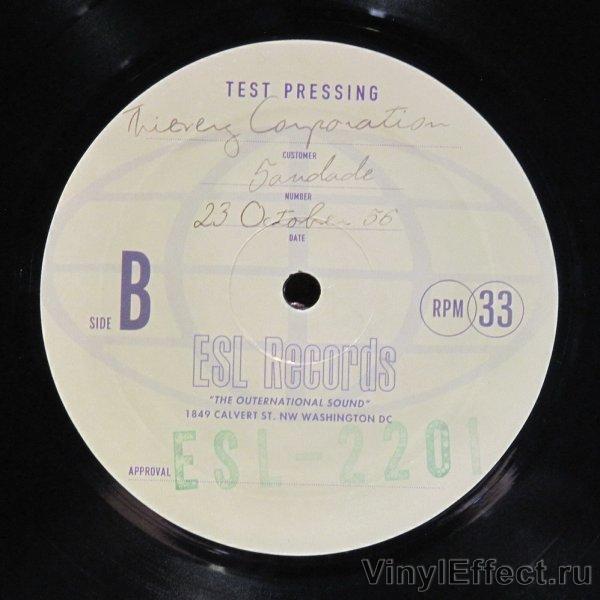 TEST PRESSING
Thievery Corporation
CUSTOMER
Saudade
NUMBER
23 October 56
DATE
SIDE B
RPM 33
ESL Records
"THE OUTERNATIONAL SOUND"
1849 CALVERT ST. NW WASHINGTON DC
APPROVAL ESL-2201
VinylEffect.ru